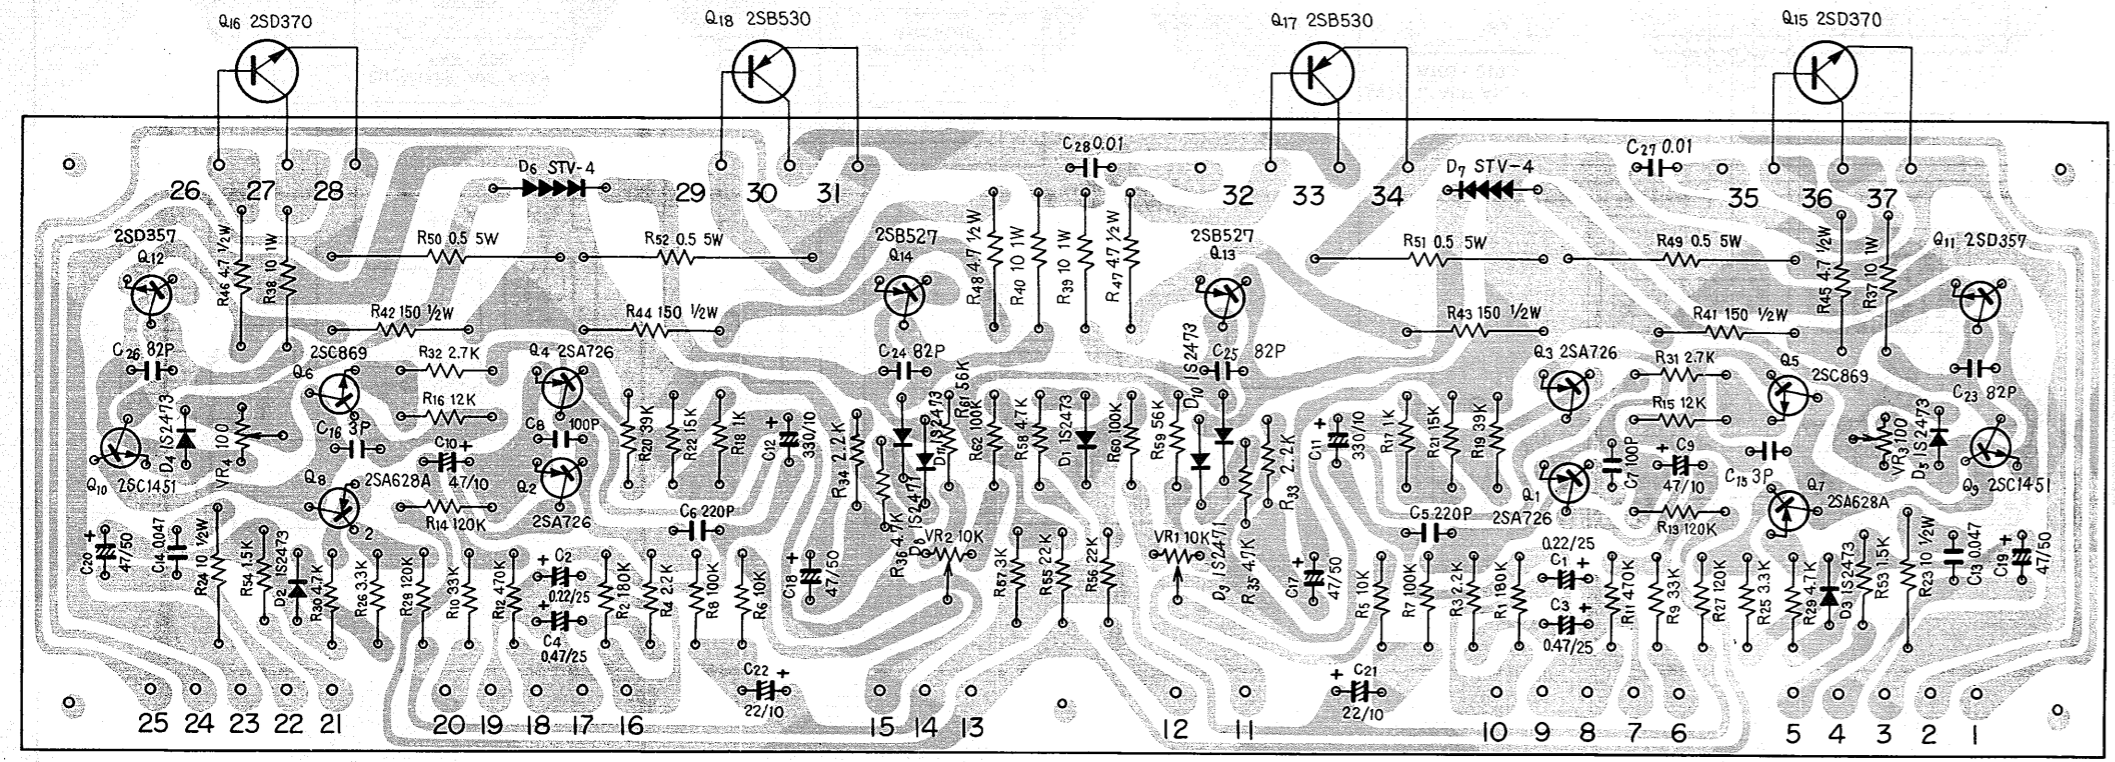 Q16 2SD370
Q18 2SB530
Q17 2SB530
Q15 2SD370
C28 0.01
C27 0.01
D6 STV-4
D7 STV-4
26 27 28
29 30 31
32 33 34
35 36 37
2SD357
Q12
R46 4.7 ½W
R38 10 1W
R50 0.5 5W
R52 0.5 5W
2SB527
Q14
R48 4.7 ½W
R40 10 1W
R39 10 1W
R47 4.7 ½W
2SB527
Q13
R51 0.5 5W
R49 0.5 5W
R45 4.7 ½W
R37 10 1W
Q11 2SD357
R42 150 ½W
R44 150 ½W
R43 150 ½W
R41 150 ½W
C26 82P
2SC869
Q6
R32 2.7K
Q4 2SA726
C24 82P
C25 82P
Q3 2SA726
R31 2.7K
Q5
2SC869
C23 82P
D4 1S2473
VR4 100
R16 12K
C16 3P
C10
47/10
C8 100P
R20 39K
R22 15K
R18 1K
C12 330/10
R34 2.2K
D11 1S2473
R61 56K
R62 100K
R58 4.7K
D1 1S2473
R60 100K
R59 56K
D10 1S2473
R33 2.2K
C11 330/10
R17 1K
R21 15K
R19 39K
R15 12K
C7 100P
C9
47/10
C15 3P
VR3 100
D5 1S2473
Q10 2SC1451
Q8
2SA628A
2
R14 120K
Q2
2SA726
C6 220P
R36 4.7K
D8 1S2471
VR2 10K
VR1 10K
D9 1S2471
R35 4.7K
C5 220P
Q1
2SA726
R13 120K
Q7
2SA628A
Q9 2SC1451
C20 47/50
C14 0.047
R24 10 ½W
R54 1.5K
D2 1S2473
R30 4.7K
R26 3.3K
R28 120K
R10 33K
R12 470K
C2
0.22/25
C4
0.47/25
R2 180K
R4 2.2K
R8 100K
R6 10K
C18 47/50
R57 3K
R55 22K
R56 22K
C17 47/50
R5 10K
R7 100K
R3 2.2K
R1 180K
0.22/25
C1
C3
0.47/25
R11 470K
R9 33K
R27 120K
R25 3.3K
R29 4.7K
D3 1S2473
R53 1.5K
R23 10 ½W
C13 0.047
C19 47/50
C22
22/10
C21
22/10
25 24 23 22 21 20 19 18 17 16 15 14 13 12 11 10 9 8 7 6 5 4 3 2 1